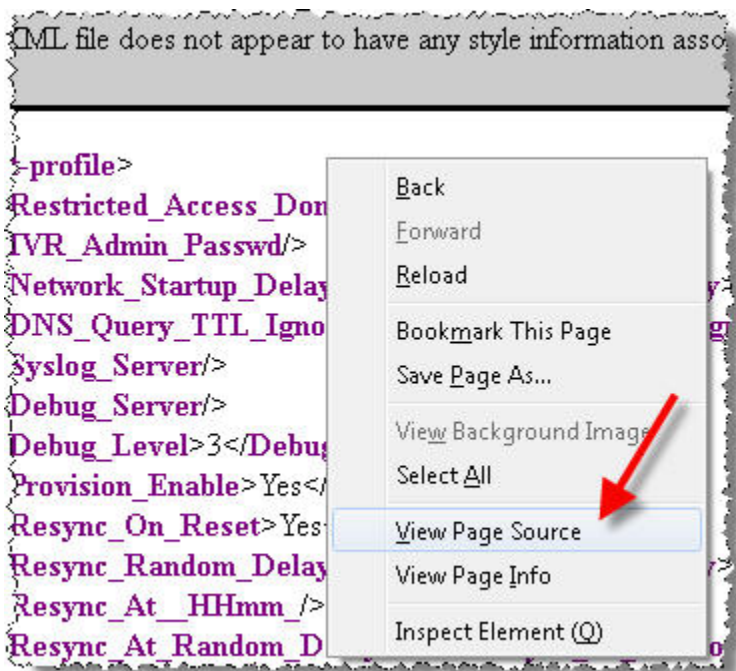 XML file does not appear to have any style information asso
-profile>
Restricted_Access_Dom
IVR_Admin_Passwd/>
Network_Startup_Delay
DNS_Query_TTL_Igno
Syslog_Server/>
Debug_Server/>
Debug_Level>3</Debug
Provision_Enable>Yes</
Resync_On_Reset>Yes
Resync_Random_Delay
Resync_At__HHmm_/>
Resync_At_Random_D
Back
Forward
Reload
Bookmark This Page
Save Page As...
View Background Image
Select All
View Page Source
View Page Info
Inspect Element (Q)